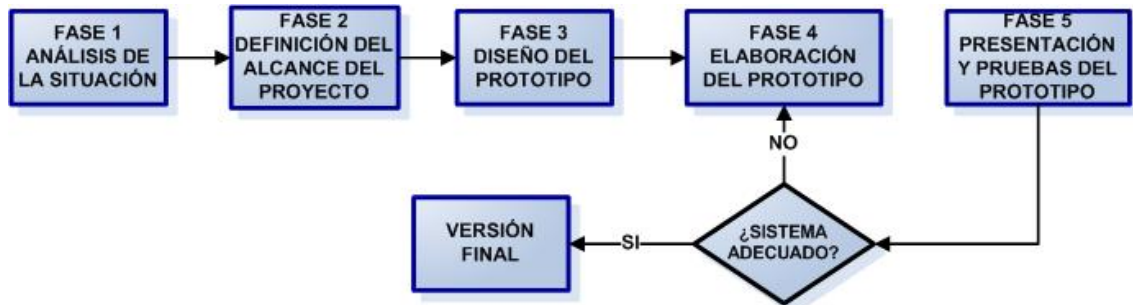 FASE 1
ANÁLISIS DE
LA SITUACIÓN
FASE 2
DEFINICIÓN DEL
ALCANCE DEL
PROYECTO
FASE 3
DISEÑO DEL
PROTOTIPO
FASE 4
ELABORACIÓN
DEL PROTOTIPO
FASE 5
PRESENTACIÓN
Y PRUEBAS DEL
PROTOTIPO
NO
¿SISTEMA
ADECUADO?
SI
VERSIÓN
FINAL